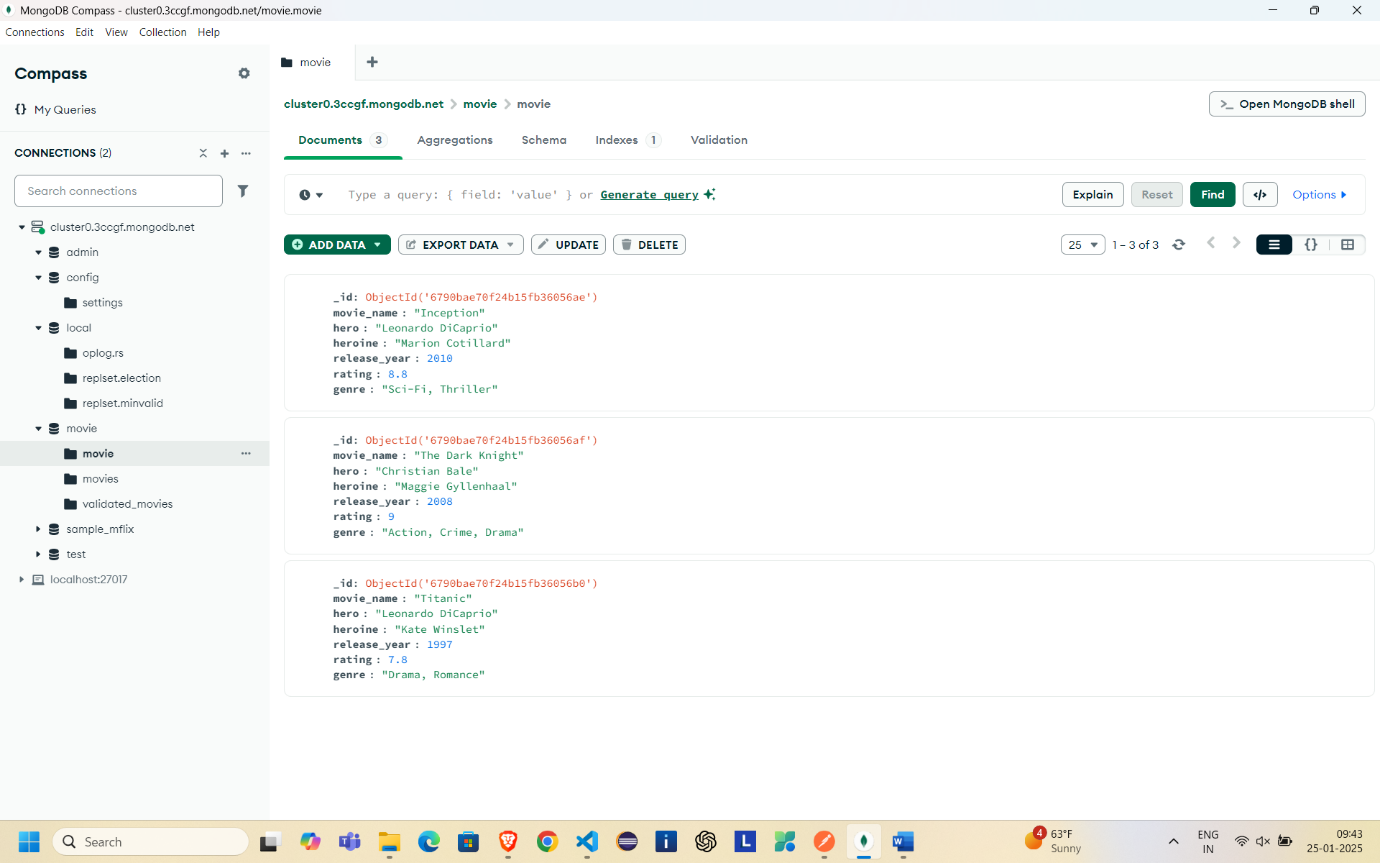 MongoDB Compass - cluster0.3ccgf.mongodb.net/movie.movie
Connections Edit View Collection Help
Compass
{} My Queries
CONNECTIONS (2)
Search connections
cluster0.3ccgf.mongodb.net
admin
config
settings
local
oplog.rs
replset.election
replset.minvalid
movie
movie
movies
validated_movies
sample_mflix
test
localhost:27017
movie
cluster0.3ccgf.mongodb.net > movie > movie
>_ Open MongoDB shell
Documents 3 Aggregations Schema Indexes 1 Validation
Type a query: { field: 'value' } or Generate query
Explain Reset Find </> Options
ADD DATA EXPORT DATA UPDATE DELETE
25 1 – 3 of 3 {}
_id: ObjectId('6790bae70f24b15fb36056ae')
movie_name : "Inception"
hero : "Leonardo DiCaprio"
heroine : "Marion Cotillard"
release_year : 2010
rating : 8.8
genre : "Sci-Fi, Thriller"
_id: ObjectId('6790bae70f24b15fb36056af')
movie_name : "The Dark Knight"
hero : "Christian Bale"
heroine : "Maggie Gyllenhaal"
release_year : 2008
rating : 9
genre : "Action, Crime, Drama"
_id: ObjectId('6790bae70f24b15fb36056b0')
movie_name : "Titanic"
hero : "Leonardo DiCaprio"
heroine : "Kate Winslet"
release_year : 1997
rating : 7.8
genre : "Drama, Romance"
Search
4
63°F
Sunny
ENG
IN
09:43
25-01-2025